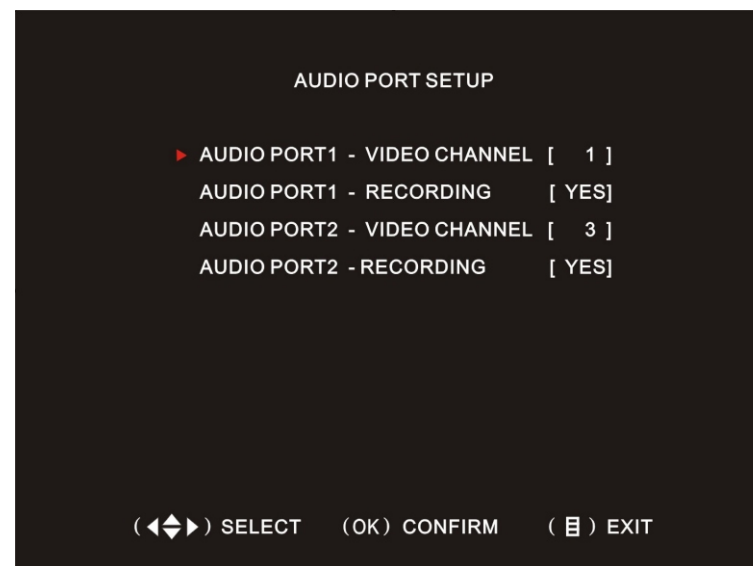 AUDIO PORT SETUP
AUDIO PORT1 - VIDEO CHANNEL [ 1 ]
AUDIO PORT1 - RECORDING [ YES]
AUDIO PORT2 - VIDEO CHANNEL [ 3 ]
AUDIO PORT2 - RECORDING [ YES]
(◀◆▶) SELECT (OK) CONFIRM ( ) EXIT